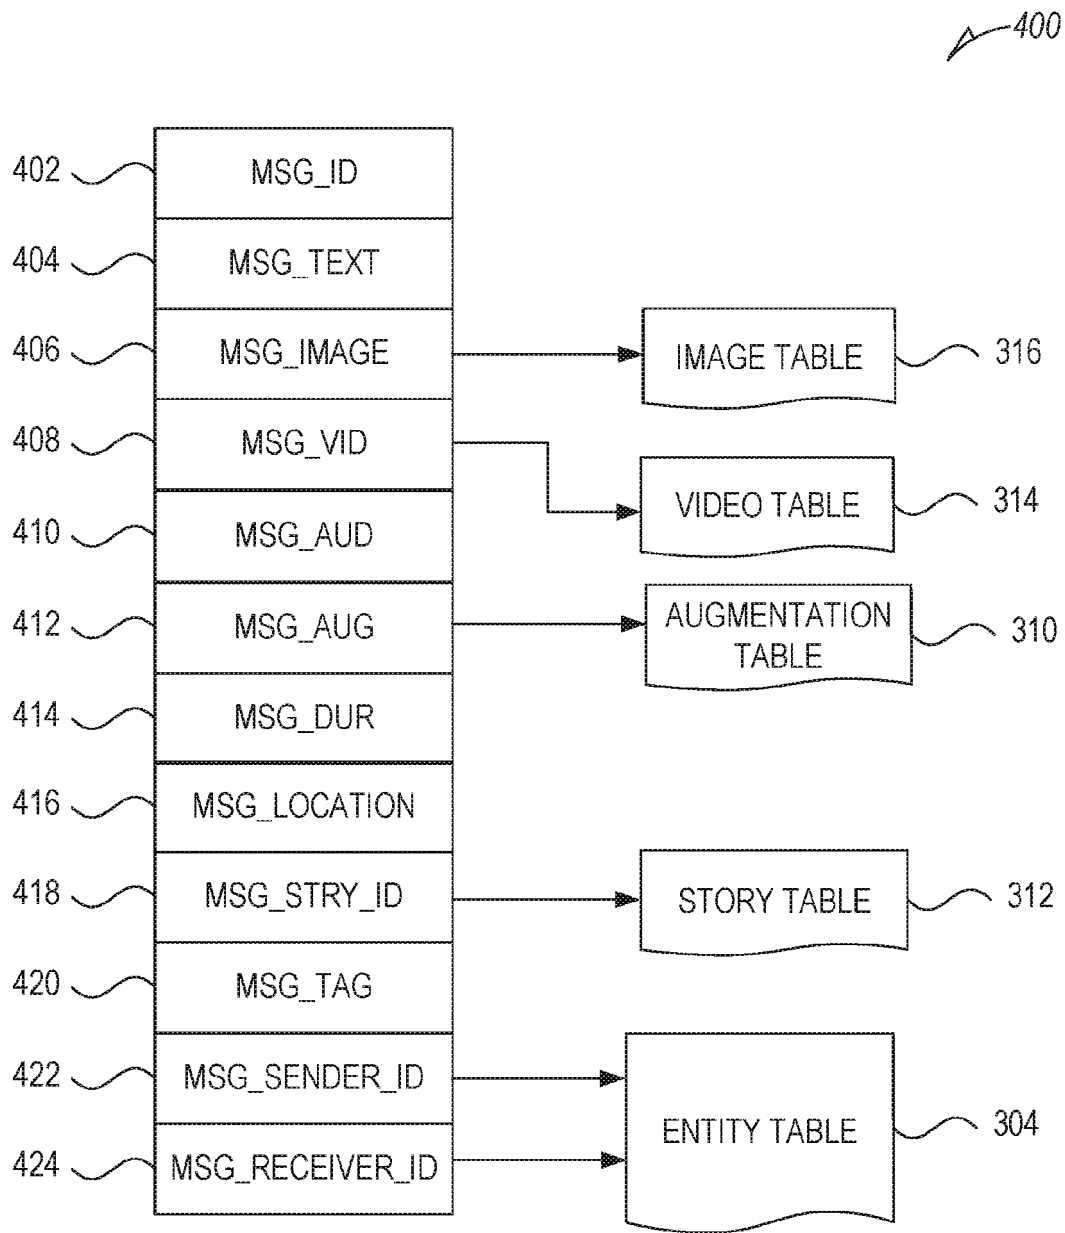 400
402 MSG_ID
404 MSG_TEXT
406 MSG_IMAGE IMAGE TABLE 316
408 MSG_VID
VIDEO TABLE 314
410 MSG_AUD
412 MSG_AUG AUGMENTATION
TABLE 310
414 MSG_DUR
416 MSG_LOCATION
418 MSG_STRY_ID STORY TABLE 312
420 MSG_TAG
422 MSG_SENDER_ID
ENTITY TABLE 304
424 MSG_RECEIVER_ID